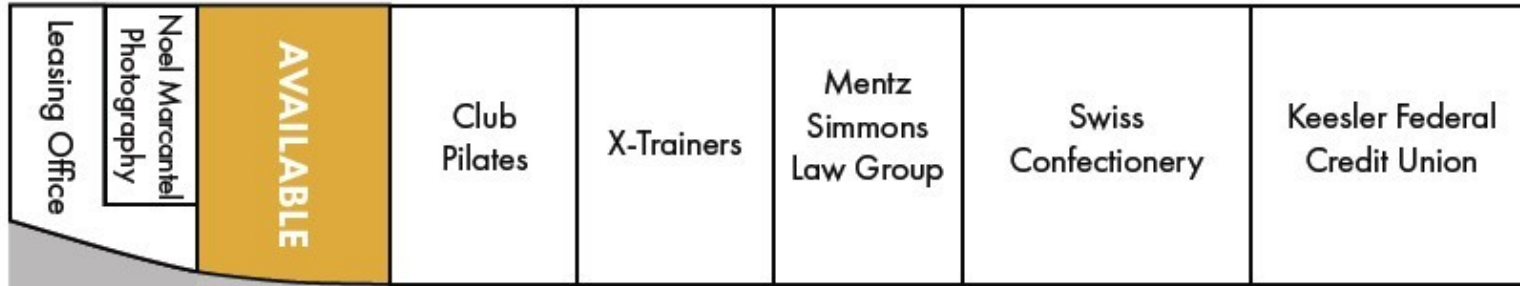 Leasing Office
Noel Marcantel
Photography
AVAILABLE
Club
Pilates
X-Trainers
Mentz
Simmons
Law Group
Swiss
Confectionery
Keesler Federal
Credit Union